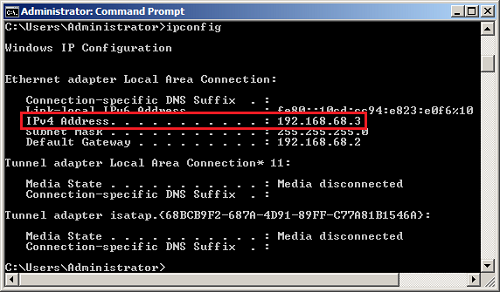 Administrator: Command Prompt
C:\Users\Administrator>ipconfig
Windows IP Configuration
Ethernet adapter Local Area Connection:
Connection-specific DNS Suffix . :
Link-local IPv6 Address . . . . . : fe80::10cd:cc94:e823:e0f6%10
IPv4 Address. . . . . . . . . . . : 192.168.68.3
Subnet Mask . . . . . . . . . . . : 255.255.255.0
Default Gateway . . . . . . . . . : 192.168.68.2
Tunnel adapter Local Area Connection* 11:
Media State . . . . . . . . . . . : Media disconnected
Connection-specific DNS Suffix . :
Tunnel adapter isatap.{68BCB9F2-687A-4D91-89FF-C77A81B1546A}:
Media State . . . . . . . . . . . : Media disconnected
Connection-specific DNS Suffix . :
C:\Users\Administrator>